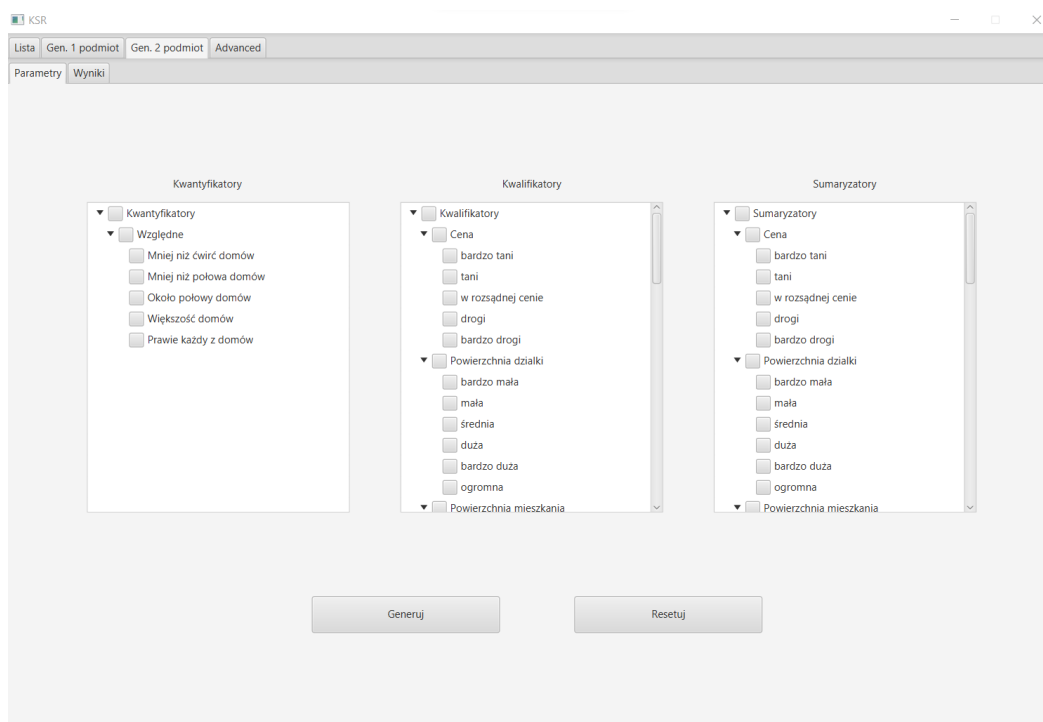 KSR
Lista Gen. 1 podmiot Gen. 2 podmiot Advanced
Parametry Wyniki
Kwantyfikatory
Kwantyfikatory
Względne
Mniej niż ćwirć domów
Mniej niż połowa domów
Około połowy domów
Większość domów
Prawie każdy z domów
Kwalifikatory
Kwalifikatory
Cena
bardzo tani
tani
w rozsądnej cenie
drogi
bardzo drogi
Powierzchnia dzialki
bardzo mała
mała
średnia
duża
bardzo duża
ogromna
Powierzchnia mieszkania
Sumaryzatory
Sumaryzatory
Cena
bardzo tani
tani
w rozsądnej cenie
drogi
bardzo drogi
Powierzchnia dzialki
bardzo mała
mała
średnia
duża
bardzo duża
ogromna
Powierzchnia mieszkania
Generuj
Resetuj